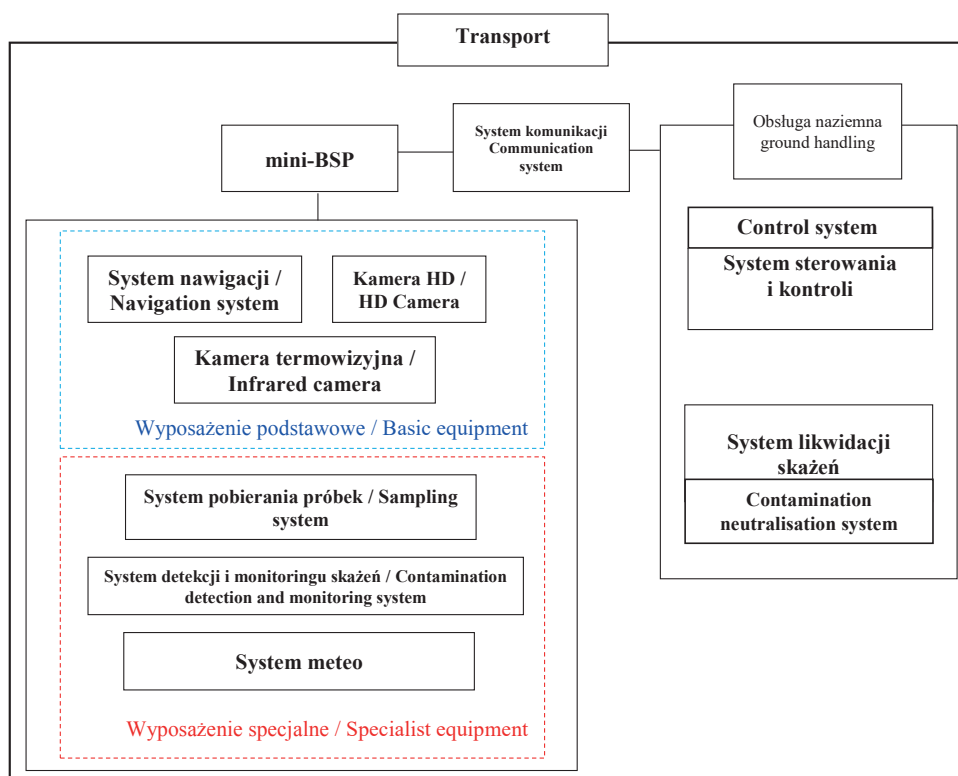 Transport
mini-BSP
System komunikacji
Communication
system
Obsługa naziemna
ground handling
System nawigacji /
Navigation system
Kamera HD /
HD Camera
Kamera termowizyjna /
Infrared camera
Wyposażenie podstawowe / Basic equipment
System pobierania próbek / Sampling
system
System detekcji i monitoringu skażeń / Contamination
detection and monitoring system
System meteo
Wyposażenie specjalne / Specialist equipment
Control system
System sterowania
i kontroli
System likwidacji
skażeń
Contamination
neutralisation system